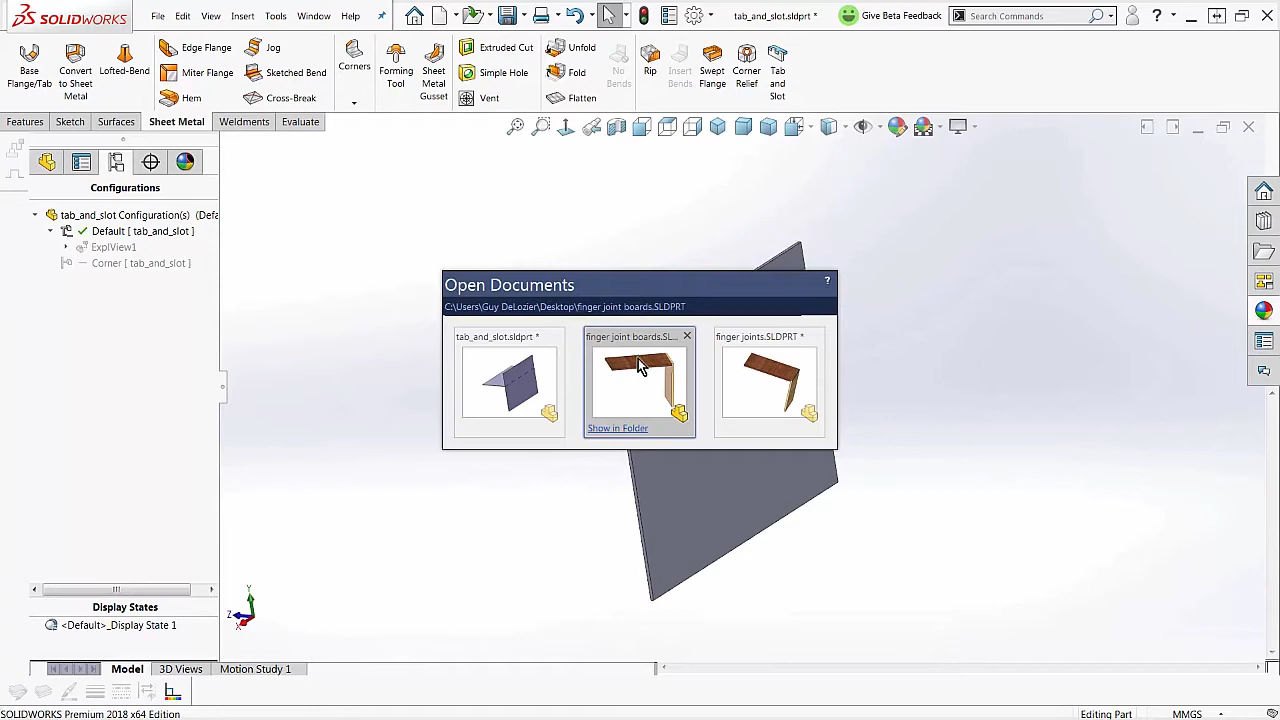 SOLIDWORKS
File Edit View Insert Tools Window Help
tab_and_slot.sldprt *
Give Beta Feedback
Search Commands
?
Base Flange/Tab
Convert to Sheet Metal
Lofted-Bend
Edge Flange
Miter Flange
Hem
Jog
Sketched Bend
Cross-Break
Corners
Forming Tool
Sheet Metal Gusset
Extruded Cut
Simple Hole
Vent
Unfold
Fold
Flatten
No Bends
Rip
Insert Bends
Swept Flange
Corner Relief
Tab and Slot
Features Sketch Surfaces Sheet Metal Weldments Evaluate
Configurations
tab_and_slot Configuration(s) (Defa
Default [ tab_and_slot ]
ExplView1
Corner [ tab_and_slot ]
Open Documents
?
C:\Users\Guy DeLozier\Desktop\finger joint boards.SLDPRT
tab_and_slot.sldprt *
finger joint boards.SL...
finger joints.SLDPRT *
Show in Folder
Y
Z
X
Display States
<Default>_Display State 1
Model 3D Views Motion Study 1
SOLIDWORKS Premium 2018 x64 Edition
Editing Part
MMGS